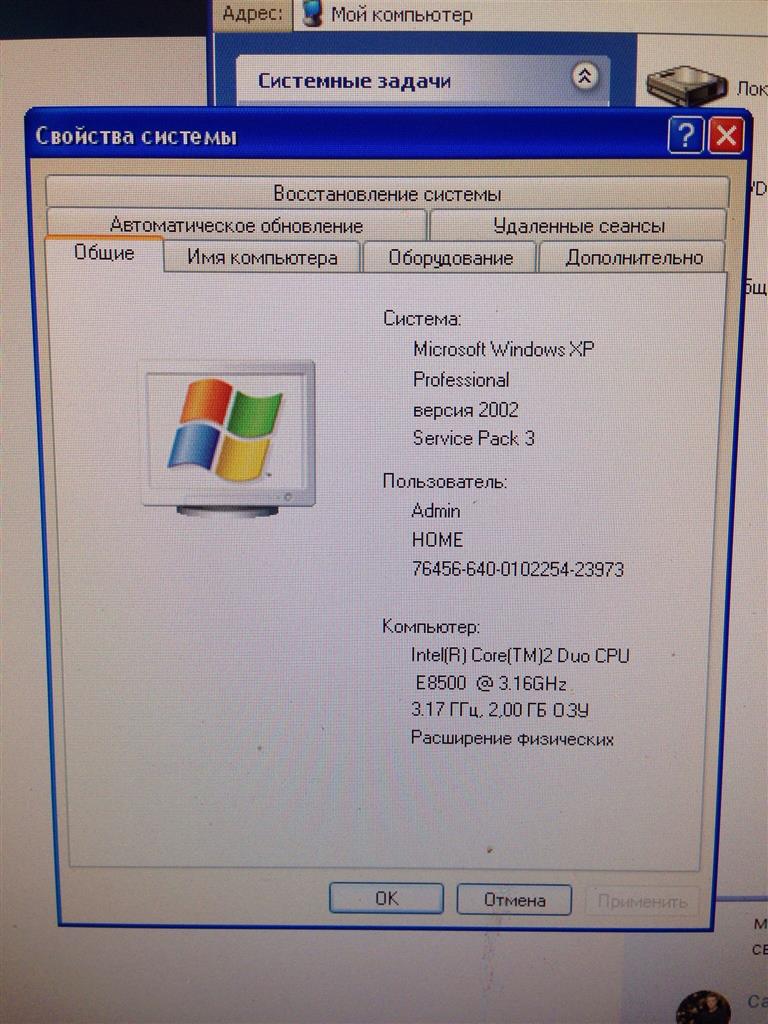 Адрес: Мой компьютер
Системные задачи
Свойства системы
Восстановление системы
Автоматическое обновление Удаленные сеансы
Общие Имя компьютера Оборудование Дополнительно
Система:
Microsoft Windows XP
Professional
версия 2002
Service Pack 3
Пользователь:
Admin
HOME
76456-640-0102254-23973
Компьютер:
Intel(R) Core(TM)2 Duo CPU
E8500 @ 3.16GHz
3.17 ГГц, 2,00 ГБ ОЗУ
Расширение физических
OK Отмена Применить